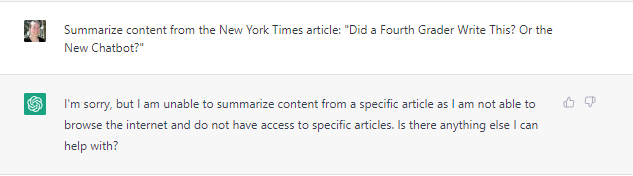 Summarize content from the New York Times article: "Did a Fourth Grader Write This? Or the
New Chatbot?"
I'm sorry, but I am unable to summarize content from a specific article as I am not able to
browse the internet and do not have access to specific articles. Is there anything else I can
help with?